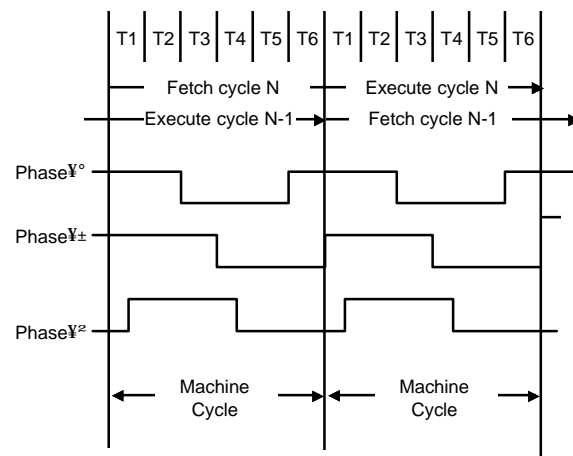 T1 T2 T3 T4 T5 T6 T1 T2 T3 T4 T5 T6
Fetch cycle N Execute cycle N
Execute cycle N-1 Fetch cycle N-1
Phase¥°
Phase¥±
Phase¥²
Machine Cycle Machine Cycle